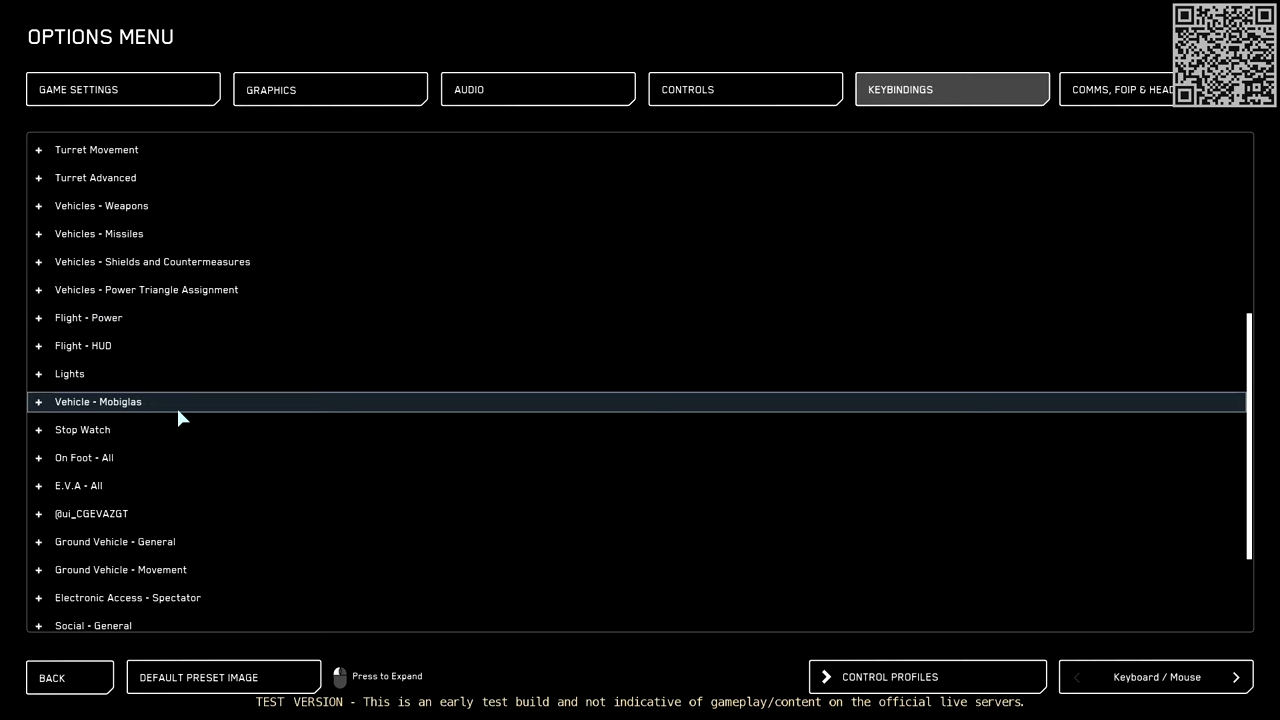 OPTIONS MENU
GAME SETTINGS
GRAPHICS
AUDIO
CONTROLS
KEYBINDINGS
COMMS, FOIP & HEAD
+ Turret Movement
+ Turret Advanced
+ Vehicles - Weapons
+ Vehicles - Missiles
+ Vehicles - Shields and Countermeasures
+ Vehicles - Power Triangle Assignment
+ Flight - Power
+ Flight - HUD
+ Lights
+ Vehicle - Mobiglas
+ Stop Watch
+ On Foot - All
+ E.V.A - All
+ @ui_CGEVAZGT
+ Ground Vehicle - General
+ Ground Vehicle - Movement
+ Electronic Access - Spectator
+ Social - General
BACK
DEFAULT PRESET IMAGE
Press to Expand
CONTROL PROFILES
Keyboard / Mouse
TEST VERSION - This is an early test build and not indicative of gameplay/content on the official live servers.